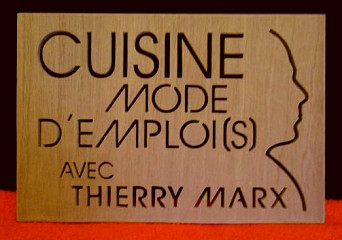 CUISINE
MODE
D'EMPLOI(S)
AVEC
THIERRY MARX